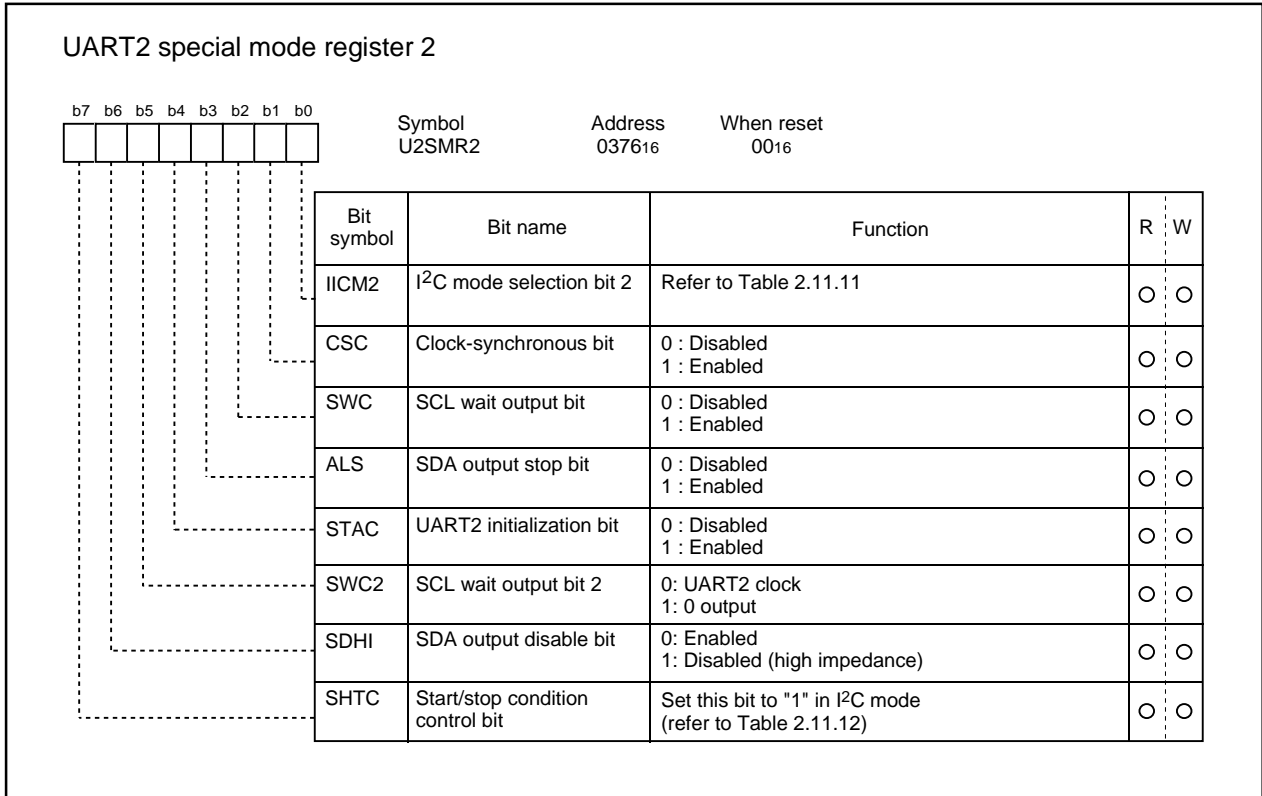 UART2 special mode register 2
b7 b6 b5 b4 b3 b2 b1 b0
Symbol Address When reset
U2SMR2 037616 0016
Bit symbol Bit name Function R W
IICM2 I2C mode selection bit 2 Refer to Table 2.11.11
CSC Clock-synchronous bit 0 : Disabled
1 : Enabled
SWC SCL wait output bit 0 : Disabled
1 : Enabled
ALS SDA output stop bit 0 : Disabled
1 : Enabled
STAC UART2 initialization bit 0 : Disabled
1 : Enabled
SWC2 SCL wait output bit 2 0: UART2 clock
1: 0 output
SDHI SDA output disable bit 0: Enabled
1: Disabled (high impedance)
SHTC Start/stop condition control bit Set this bit to "1" in I2C mode
(refer to Table 2.11.12)